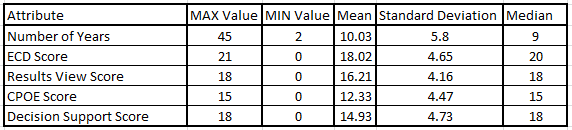 Attribute MAX Value MIN Value Mean Standard Deviation Median
Number of Years 45 2 10.03 5.8 9
ECD Score 21 0 18.02 4.65 20
Results View Score 18 0 16.21 4.16 18
CPOE Score 15 0 12.33 4.47 15
Decision Support Score 18 0 14.93 4.73 18